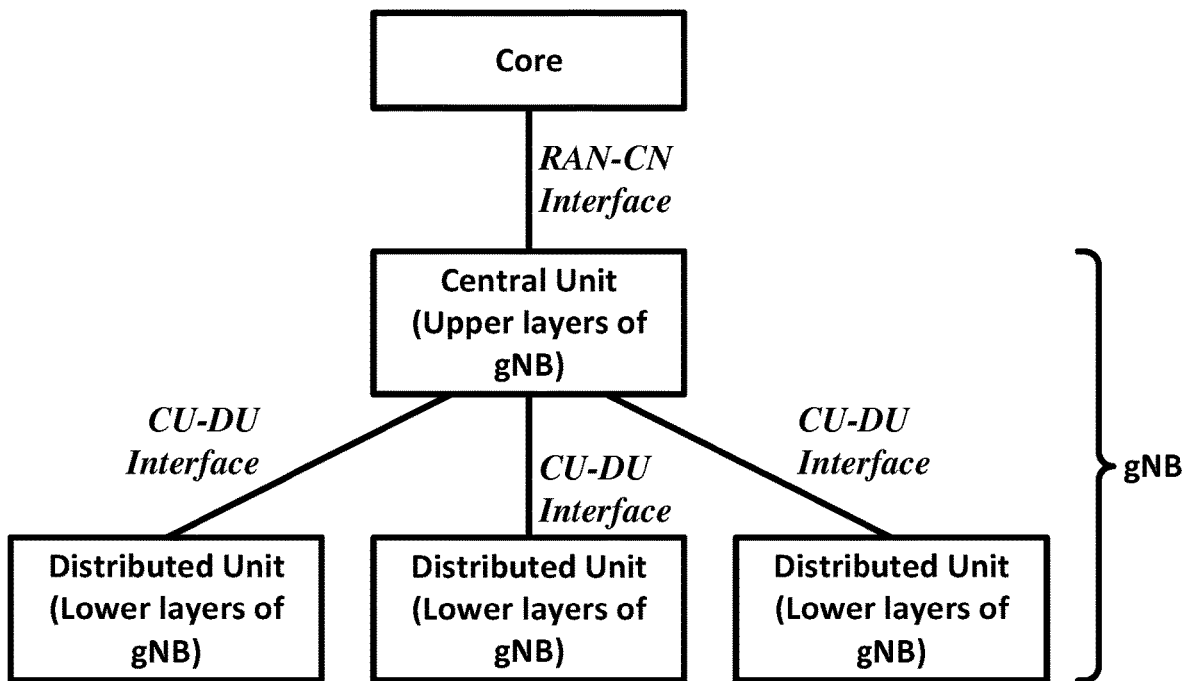 Core
RAN-CN
Interface
Central Unit
(Upper layers of
gNB)
CU-DU
Interface
CU-DU
Interface
CU-DU
Interface
gNB
Distributed Unit
(Lower layers of
gNB)
Distributed Unit
(Lower layers of
gNB)
Distributed Unit
(Lower layers of
gNB)